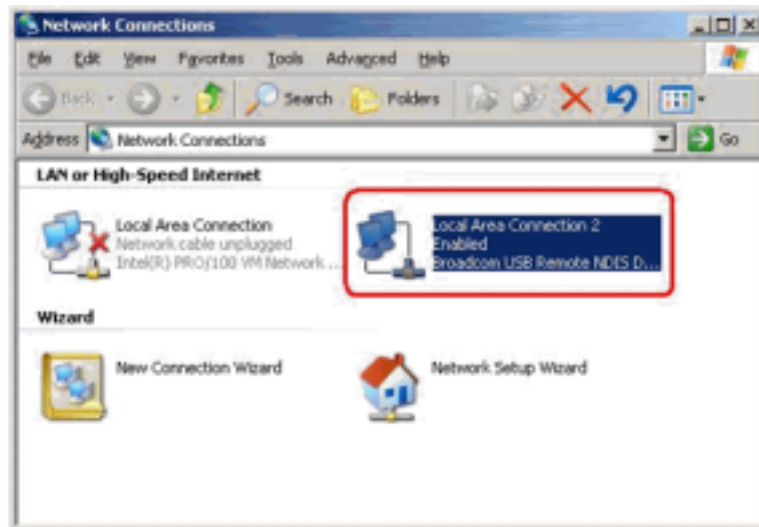 Network Connections
File Edit View Favorites Tools Advanced Help
Back Search Folders
Address Network Connections Go
LAN or High-Speed Internet
Local Area Connection
Network cable unplugged
Intel(R) PRO/100 VM Network ...
Local Area Connection 2
Enabled
Broadcom USB Remote NDIS D...
Wizard
New Connection Wizard
Network Setup Wizard